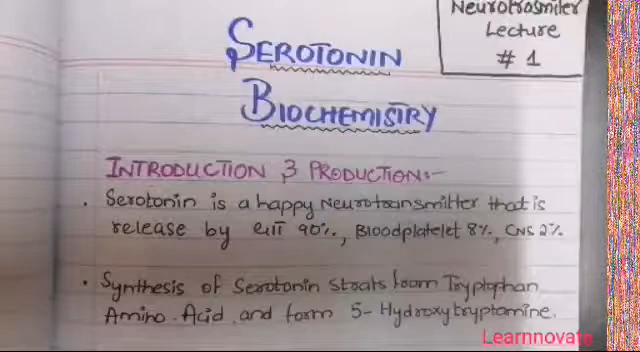 Neurotrasmiter
Lecture
# 1
SEROTONIN
BIOCHEMISTRY
INTRODUCTION & PRODUCTION:-
• Serotonin is a happy Neurotransmitter that is
release by GIT 90%, Bloodplatelet 8%, CNS 2%
• Synthesis of Serotonin starts from Tryptophan
Amino Acid and form 5-Hydroxytryptamine.
Learnnovate